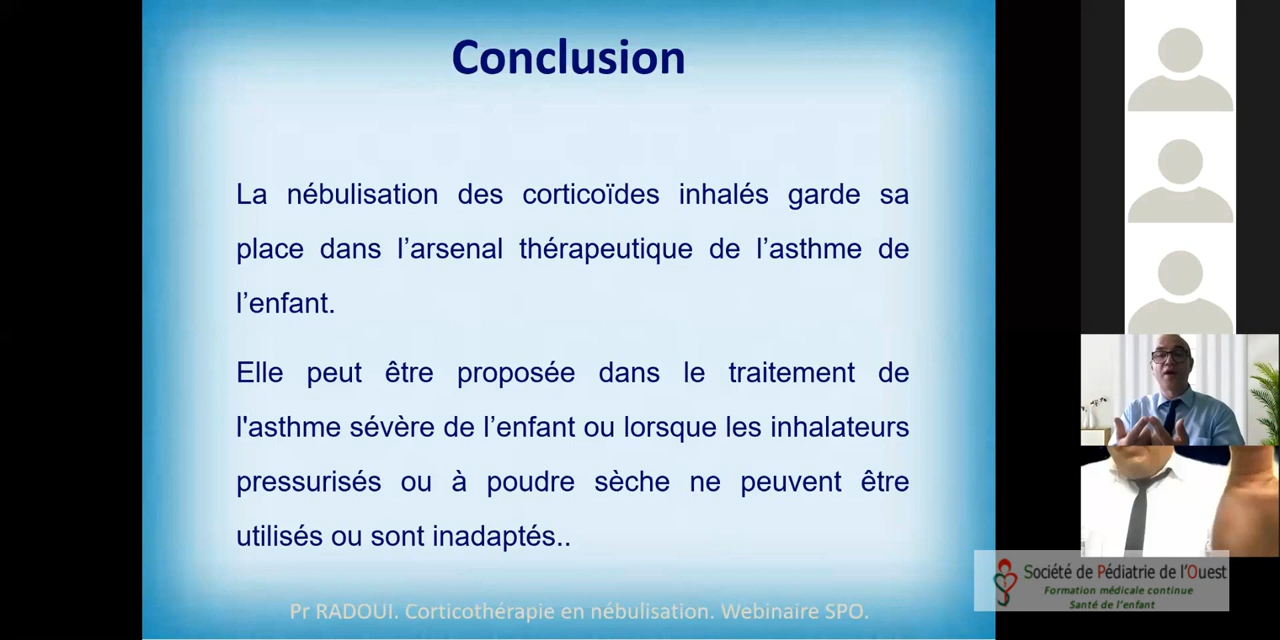 Conclusion
La nébulisation des corticoïdes inhalés garde sa
place dans l’arsenal thérapeutique de l’asthme de
l’enfant.
Elle peut être proposée dans le traitement de
l'asthme sévère de l’enfant ou lorsque les inhalateurs
pressurisés ou à poudre sèche ne peuvent être
utilisés ou sont inadaptés..
Pr RADOUI. Corticothérapie en nébulisation. Webinaire SPO.
Société de Pédiatrie de l'Ouest
Formation médicale continue
Santé de l'enfant